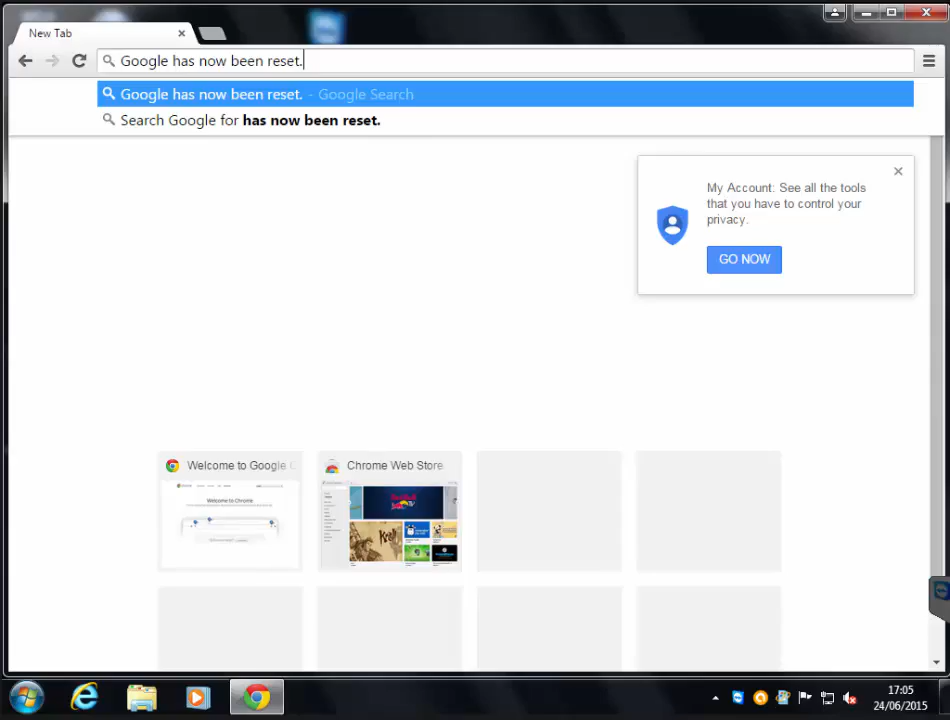 New Tab
Google has now been reset.
Google has now been reset. - Google Search
Search Google for has now been reset.
My Account: See all the tools
that you have to control your
privacy.
GO NOW
Welcome to Google
Chrome Web Store
Welcome to Chrome
17:05
24/06/2015